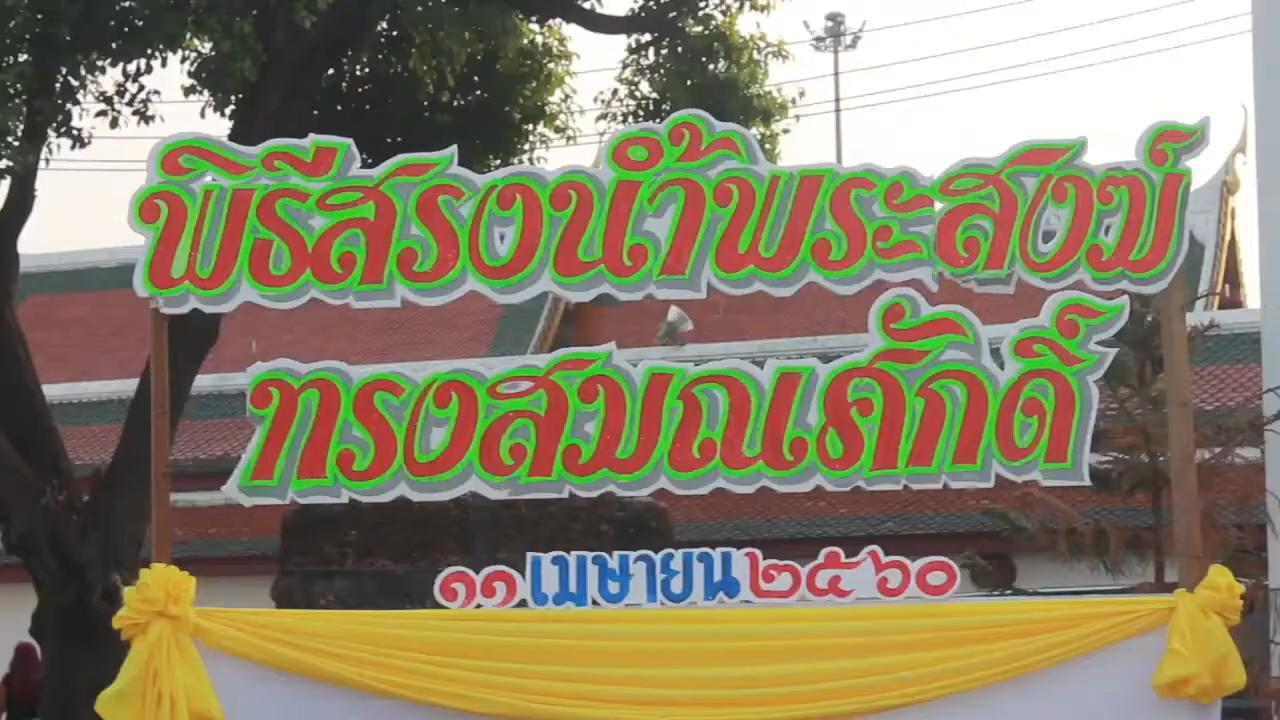 พิธีสรงน้ำพระสงฆ์
ทรงสมณศักดิ์
๑๑ เมษายน ๒๕๖๐